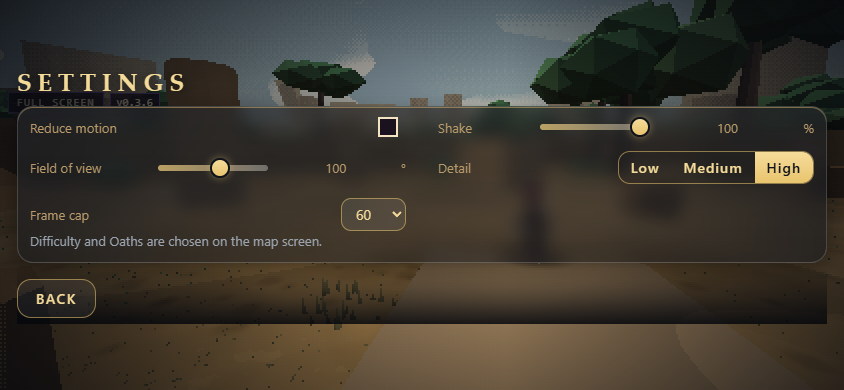 SETTINGS
FULL SCREEN v0.3.6
Reduce motion
Shake 100 %
Field of view 100 °
Detail Low Medium High
Frame cap 60
Difficulty and Oaths are chosen on the map screen.
BACK